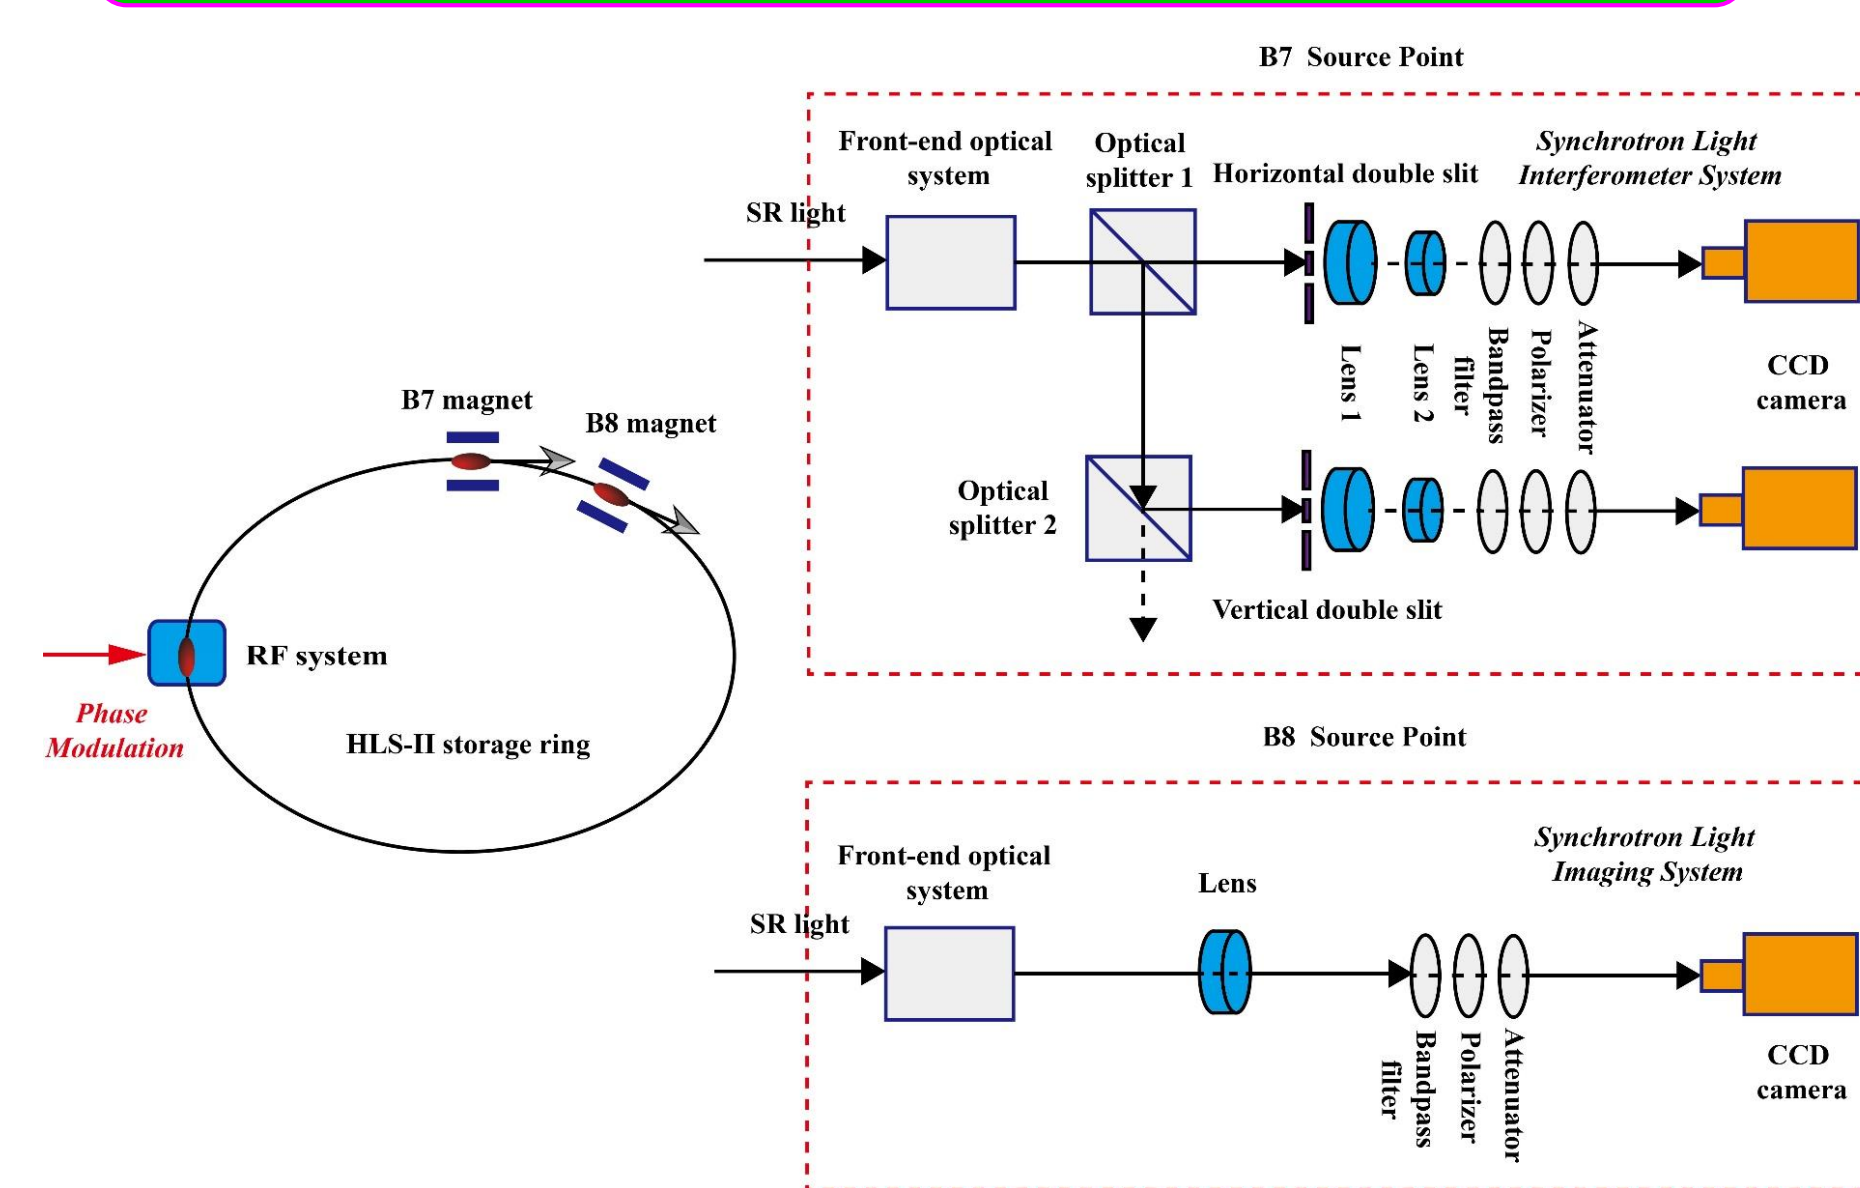 B7 Source Point
Front-end optical
system
Optical
splitter 1
Horizontal double slit
Synchrotron Light
Interferometer System
SR light
Lens 1
Lens 2
Bandpass
filter
Polarizer
Attenuator
CCD
camera
Optical
splitter 2
Vertical double slit
B7 magnet
B8 magnet
RF system
Phase
Modulation
HLS-II storage ring
B8 Source Point
Front-end optical
system
Lens
Synchrotron Light
Imaging System
SR light
Bandpass
filter
Polarizer
Attenuator
CCD
camera